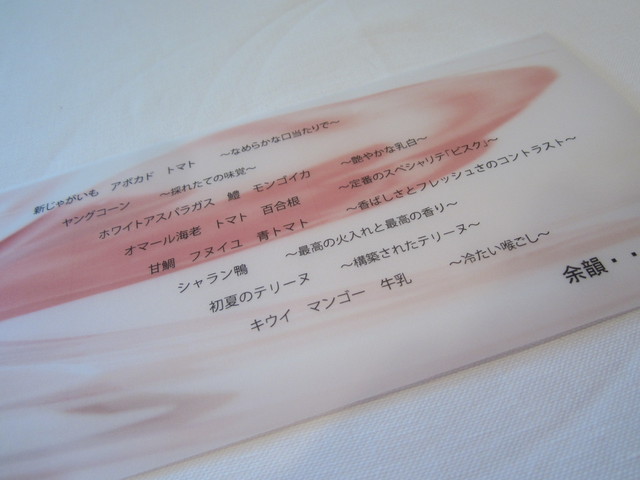 新じゃがいも　アボカド　トマト　～なめらかな口当たりで～
ヤングコーン　～採れたての味覚～
ホワイトアスパラガス　鱧　モンゴイカ　～艶やかな乳白～
オマール海老　トマト　百合根　～定番のスペシャリテ「ビスク」～
甘鯛　フヌイユ　青トマト　～香ばしさとフレッシュさのコントラスト～
シャラン鴨　～最高の火入れと最高の香り～
初夏のテリーヌ　～構築されたテリーヌ～
キウイ　マンゴー　牛乳　～冷たい喉ごし～
余韻・・